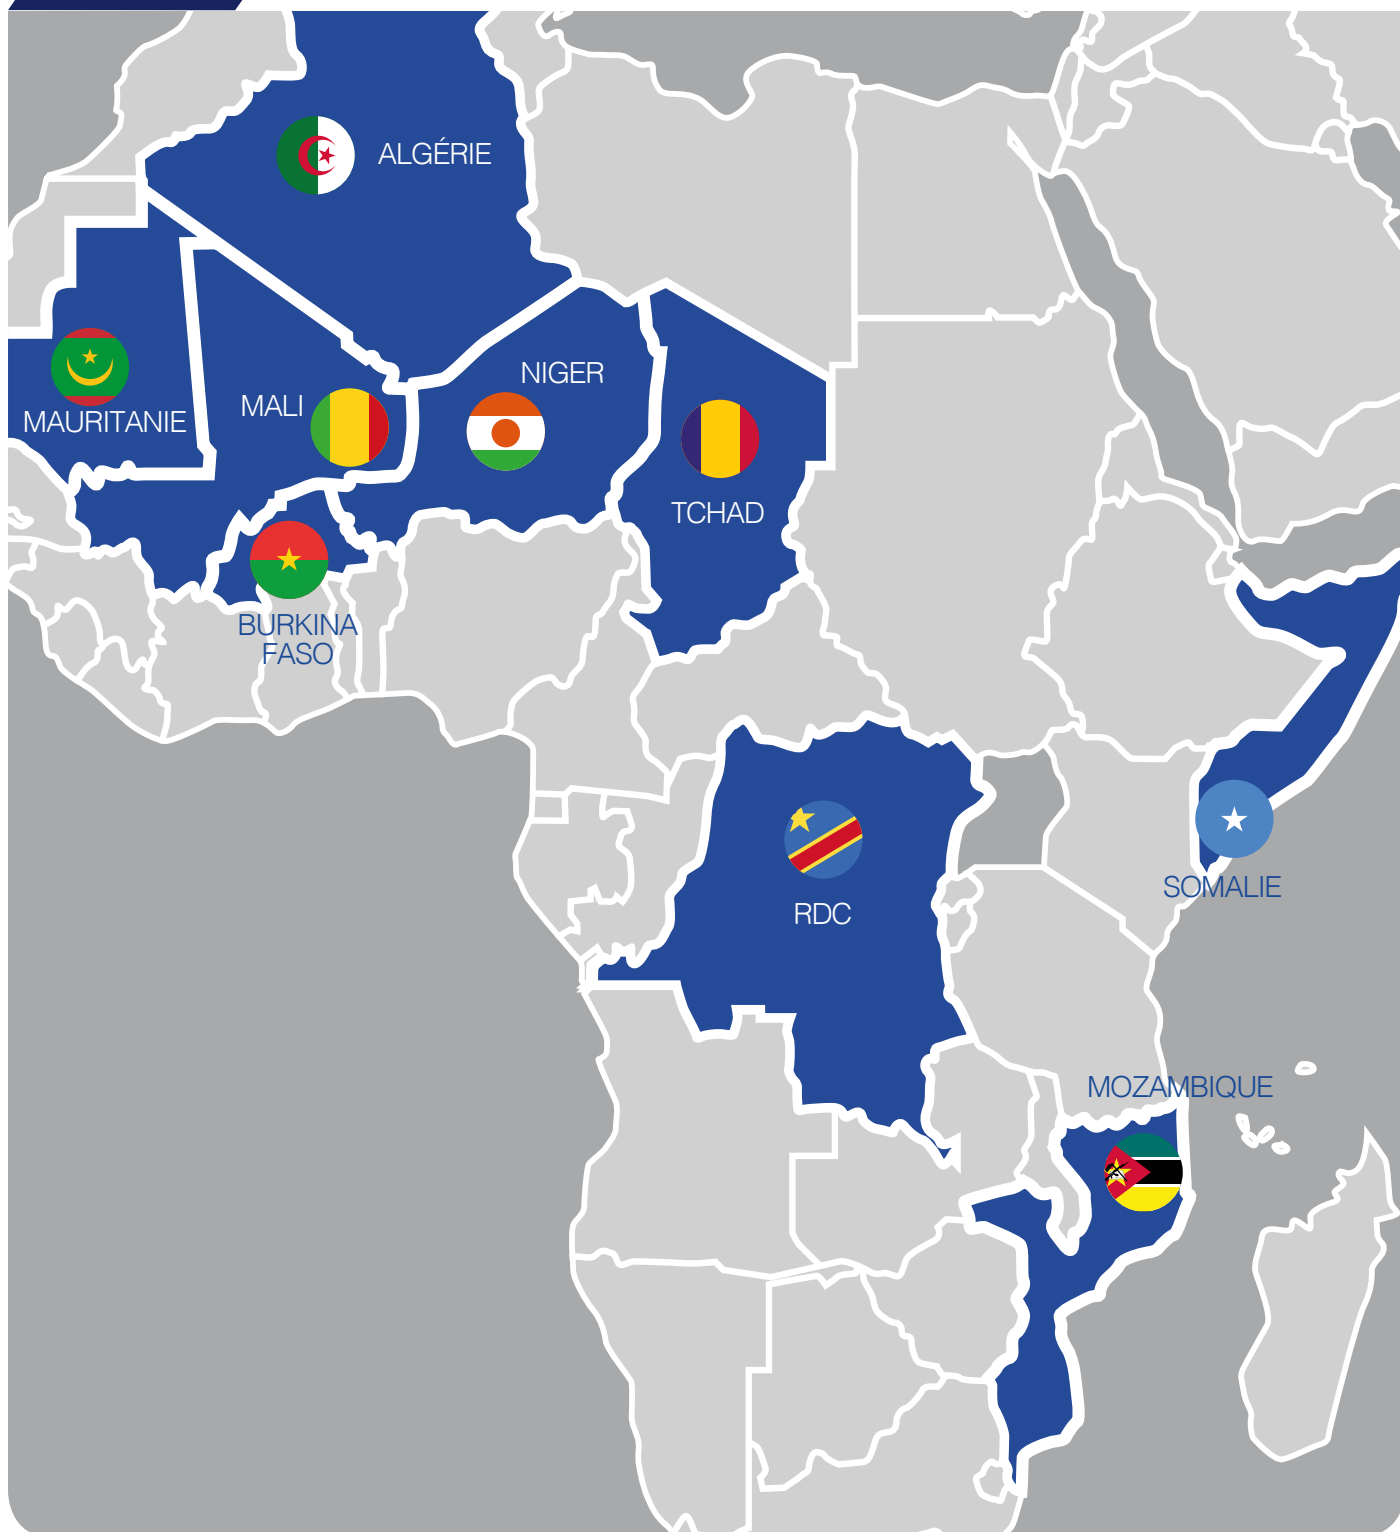 ALGÉRIE
NIGER
MALI
MAURITANIE
TCHAD
BURKINA
FASO
SOMALIE
RDC
MOZAMBIQUE